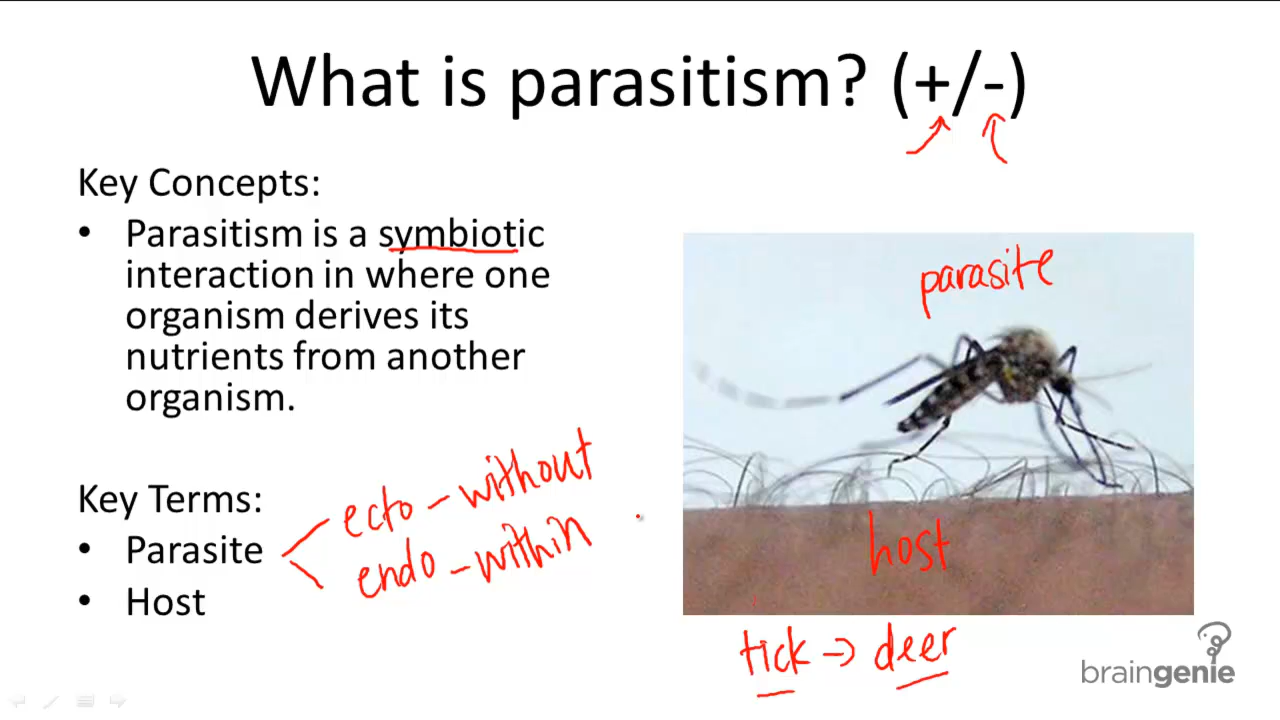 What is parasitism? (+/-)
Key Concepts:
• Parasitism is a symbiotic
interaction in where one
organism derives its
nutrients from another
organism.
Key Terms:
• Parasite
• Host
ecto – without
endo – within
parasite
host
tick → deer
braingenie